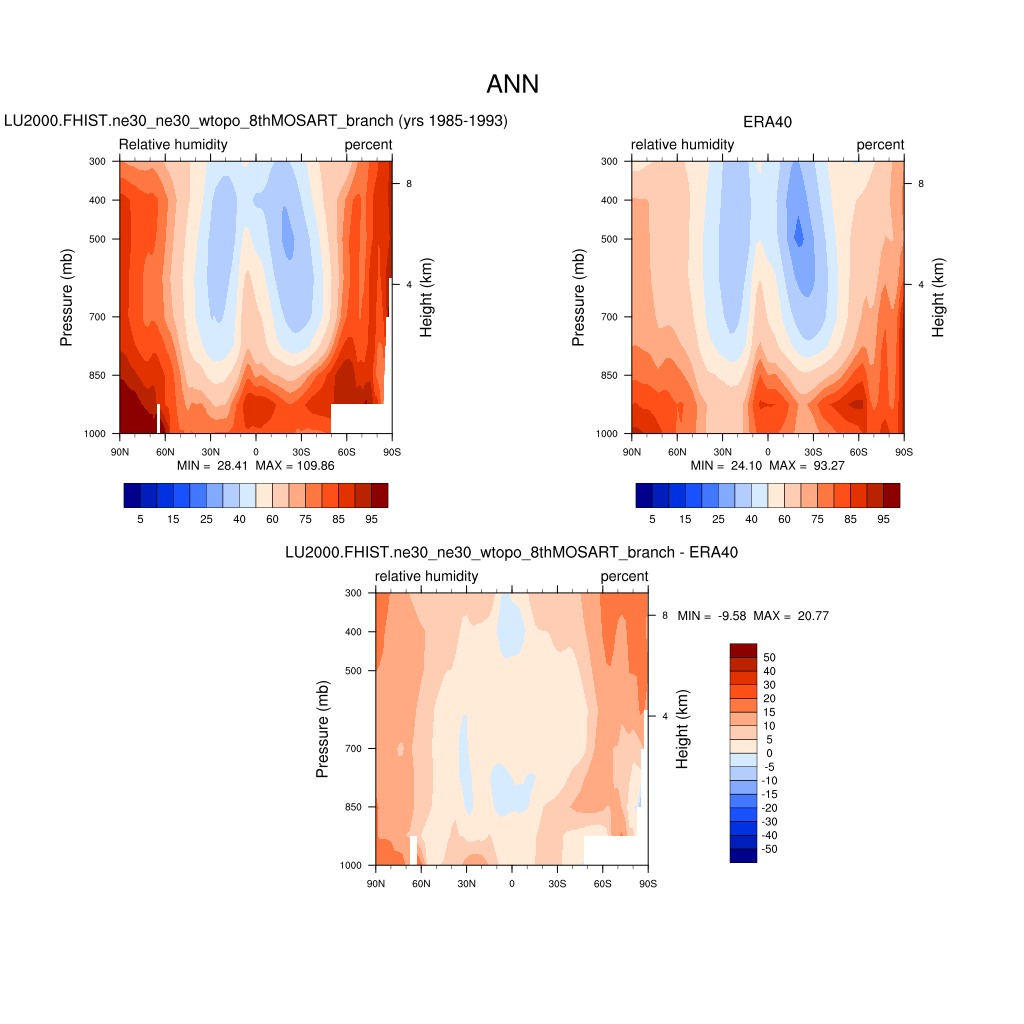 ANN
LU2000.FHIST.ne30_ne30_wtopo_8thMOSART_branch (yrs 1985-1993)
Relative humidity percent
300
400
500
700
850
1000
Pressure (mb)
8
4
Height (km)
90N 60N 30N 0 30S 60S 90S
MIN = 28.41 MAX = 109.86
5 15 25 40 60 75 85 95
ERA40
relative humidity percent
300
400
500
700
850
1000
Pressure (mb)
8
4
Height (km)
90N 60N 30N 0 30S 60S 90S
MIN = 24.10 MAX = 93.27
5 15 25 40 60 75 85 95
LU2000.FHIST.ne30_ne30_wtopo_8thMOSART_branch - ERA40
relative humidity percent
300
400
500
700
850
1000
Pressure (mb)
8
4
Height (km)
90N 60N 30N 0 30S 60S 90S
MIN = -9.58 MAX = 20.77
50
40
30
20
15
10
5
0
-5
-10
-15
-20
-30
-40
-50